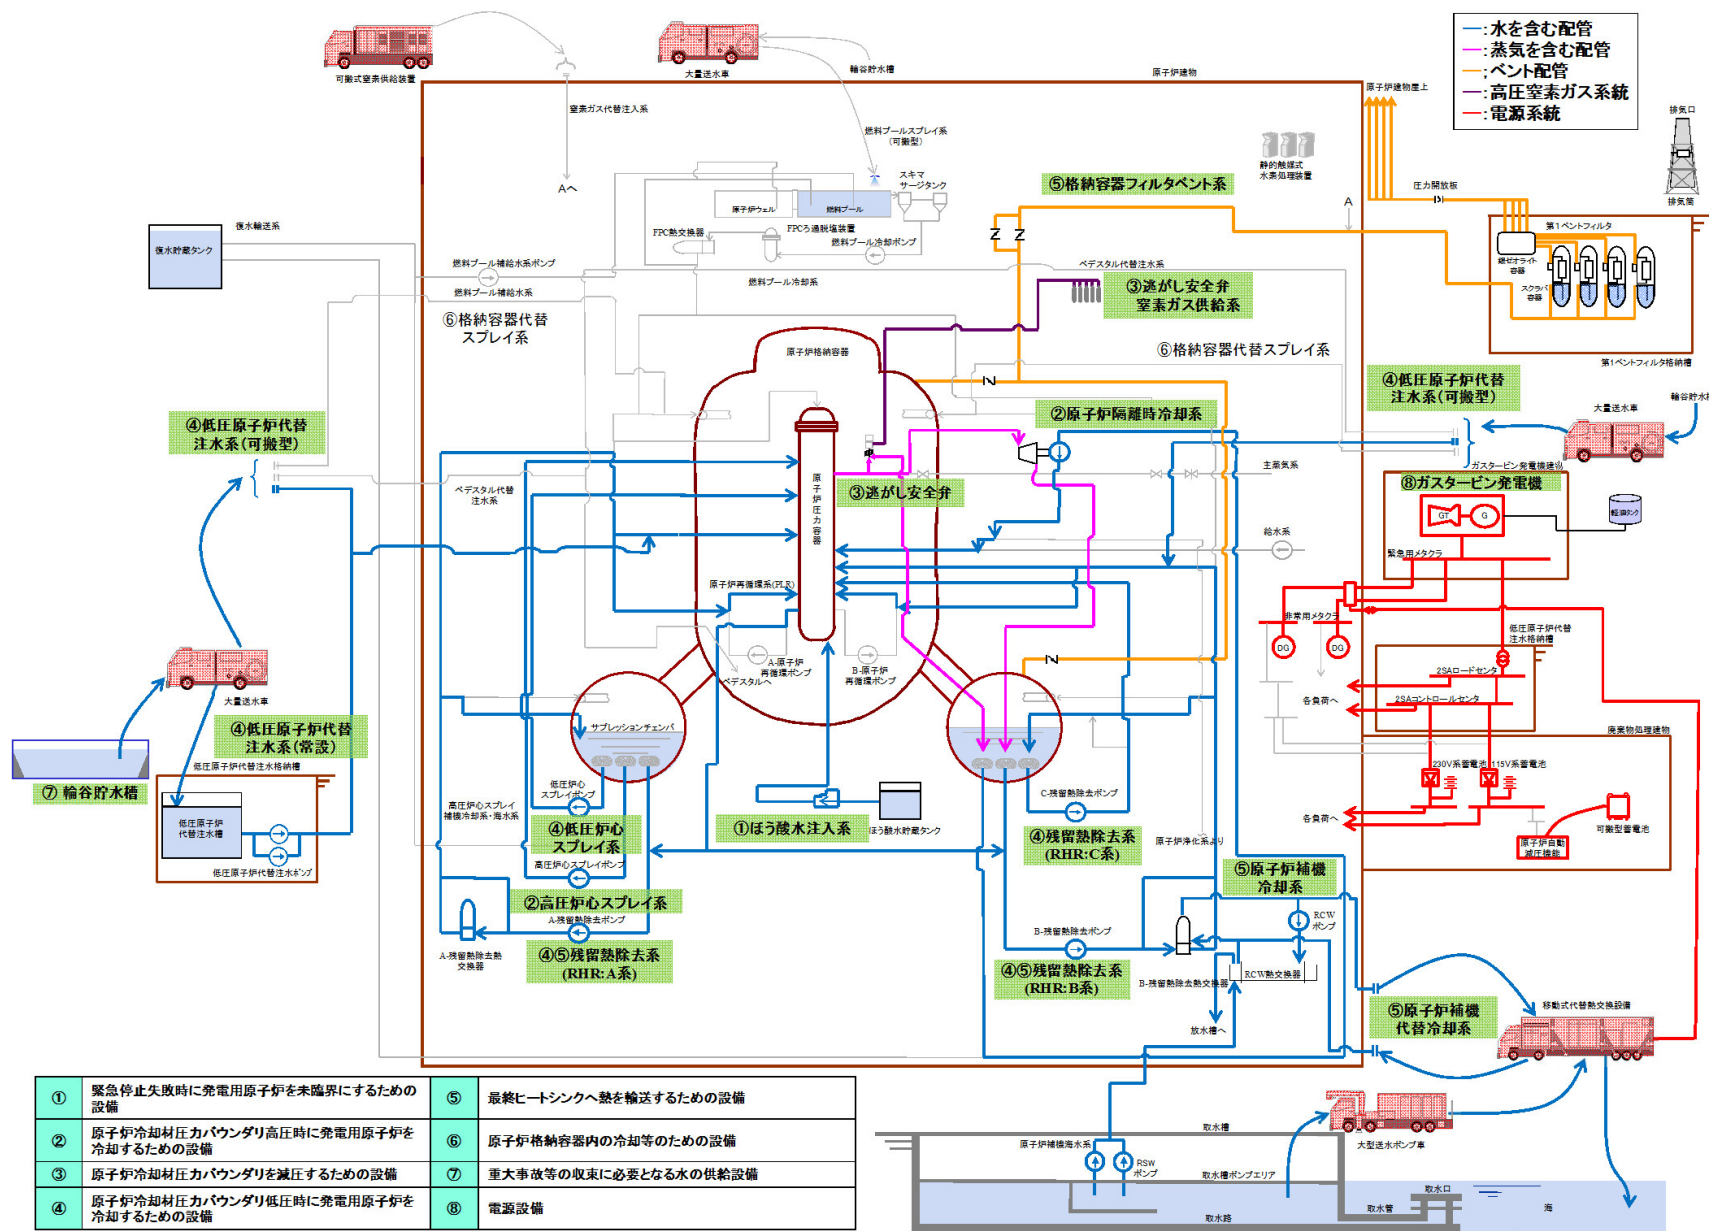 :水を含む配管
:蒸気を含む配管
:ベント配管
:高圧窒素ガス系統
:電源系統
可搬式窒素供給装置
大量送水車
輪谷貯水槽
原子炉建物
原子炉建物屋上
排気口
窒素ガス代替注入系
燃料プールスプレイ系
(可搬型)
静的触媒式
水素処理装置
Aへ
スキマ
サージタンク
⑤格納容器フィルタベント系
圧力開放板
A
排気筒
原子炉ウェル
燃料プール
第1ベントフィルタ
復水輸送系
復水貯蔵タンク
FPC熱交換器
FPCろ過脱塩装置
燃料プール冷却ポンプ
銀ゼオライト
容器
スクラバ
容器
燃料プール補給水系ポンプ
燃料プール冷却系
ペデスタル代替注水系
燃料プール補給水系
③逃がし安全弁
窒素ガス供給系
⑥格納容器代替
スプレイ系
原子炉格納容器
⑥格納容器代替スプレイ系
第1ベントフィルタ格納槽
④低圧原子炉代替
注水系(可搬型)
④低圧原子炉代替
注水系(可搬型)
②原子炉隔離時冷却系
大量送水車
輪谷貯水槽
ガスタービン発電機建物
主蒸気系
⑧ガスタービン発電機
ペデスタル代替
注水系
③逃がし安全弁
原子炉圧力容器
GT
G
軽油タンク
給水系
緊急用メタクラ
原子炉再循環系(PLR)
非常用メタクラ
低圧原子炉代替
注水格納槽
DG
DG
A-原子炉
再循環ポンプ
B-原子炉
再循環ポンプ
ペデスタルへ
2SAロードセンタ
各負荷へ
2SAコントロールセンタ
大量送水車
④低圧原子炉代替
注水系(常設)
サプレッションチェンバ
廃棄物処理建物
低圧原子炉代替注水格納槽
230V系蓄電池
115V系蓄電池
⑦ 輪谷貯水槽
低圧炉心
スプレイポンプ
高圧炉心スプレイ
補機冷却系・海水系
C-残留熱除去ポンプ
各負荷へ
可搬型蓄電池
低圧原子炉
代替注水槽
④低圧炉心
スプレイ系
①ほう酸水注入系
ほう酸水貯蔵タンク
④残留熱除去系
(RHR:C系)
原子炉浄化系より
原子炉自動
減圧機能
低圧原子炉代替注水ポンプ
高圧炉心スプレイポンプ
⑤原子炉補機
冷却系
②高圧炉心スプレイ系
A-残留熱除去ポンプ
B-残留熱除去ポンプ
RCW
ポンプ
A-残留熱除去熱
交換器
④⑤残留熱除去系
(RHR:A系)
④⑤残留熱除去系
(RHR:B系)
B-残留熱除去熱交換器
RCW熱交換器
放水槽へ
⑤原子炉補機
代替冷却系
移動式代替熱交換設備
① 緊急停止失敗時に発電用原子炉を未臨界にするための
設備
② 原子炉冷却材圧力バウンダリ高圧時に発電用原子炉を
冷却するための設備
③ 原子炉冷却材圧力バウンダリを減圧するための設備
④ 原子炉冷却材圧力バウンダリ低圧時に発電用原子炉を
冷却するための設備
⑤ 最終ヒートシンクへ熱を輸送するための設備
⑥ 原子炉格納容器内の冷却等のための設備
⑦ 重大事故等の収束に必要となる水の供給設備
⑧ 電源設備
取水槽
大型送水ポンプ車
原子炉補機海水系
RSW
ポンプ
取水槽ポンプエリア
取水口
取水路
取水管
海